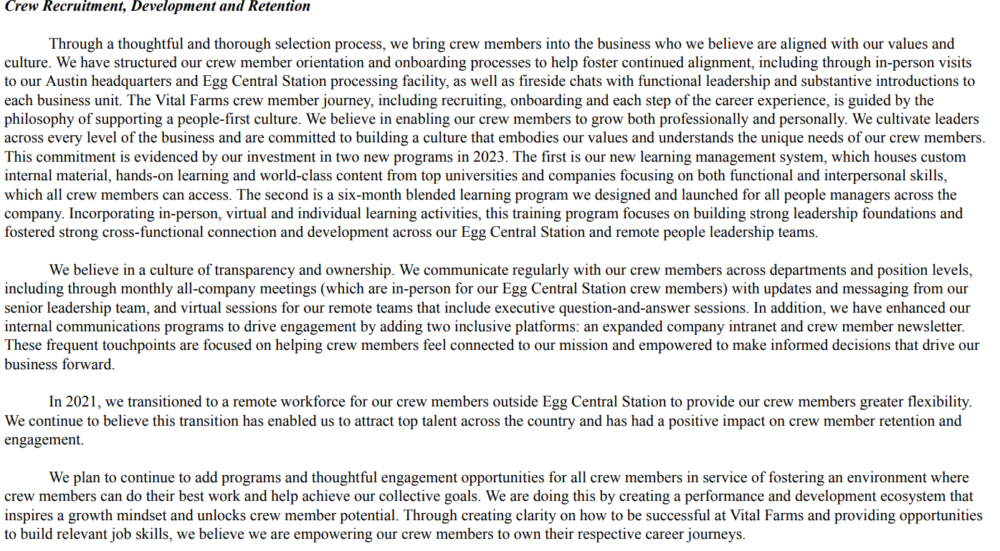 Crew Recruitment, Development and Retention
Through a thoughtful and thorough selection process, we bring crew members into the business who we believe are aligned with our values and
culture. We have structured our crew member orientation and onboarding processes to help foster continued alignment, including through in-person visits
to our Austin headquarters and Egg Central Station processing facility, as well as fireside chats with functional leadership and substantive introductions to
each business unit. The Vital Farms crew member journey, including recruiting, onboarding and each step of the career experience, is guided by the
philosophy of supporting a people-first culture. We believe in enabling our crew members to grow both professionally and personally. We cultivate leaders
across every level of the business and are committed to building a culture that embodies our values and understands the unique needs of our crew members.
This commitment is evidenced by our investment in two new programs in 2023. The first is our new learning management system, which houses custom
internal material, hands-on learning and world-class content from top universities and companies focusing on both functional and interpersonal skills,
which all crew members can access. The second is a six-month blended learning program we designed and launched for all people managers across the
company. Incorporating in-person, virtual and individual learning activities, this training program focuses on building strong leadership foundations and
fostered strong cross-functional connection and development across our Egg Central Station and remote people leadership teams.
We believe in a culture of transparency and ownership. We communicate regularly with our crew members across departments and position levels,
including through monthly all-company meetings (which are in-person for our Egg Central Station crew members) with updates and messaging from our
senior leadership team, and virtual sessions for our remote teams that include executive question-and-answer sessions. In addition, we have enhanced our
internal communications programs to drive engagement by adding two inclusive platforms: an expanded company intranet and crew member newsletter.
These frequent touchpoints are focused on helping crew members feel connected to our mission and empowered to make informed decisions that drive our
business forward.
In 2021, we transitioned to a remote workforce for our crew members outside Egg Central Station to provide our crew members greater flexibility.
We continue to believe this transition has enabled us to attract top talent across the country and has had a positive impact on crew member retention and
engagement.
We plan to continue to add programs and thoughtful engagement opportunities for all crew members in service of fostering an environment where
crew members can do their best work and help achieve our collective goals. We are doing this by creating a performance and development ecosystem that
inspires a growth mindset and unlocks crew member potential. Through creating clarity on how to be successful at Vital Farms and providing opportunities
to build relevant job skills, we believe we are empowering our crew members to own their respective career journeys.